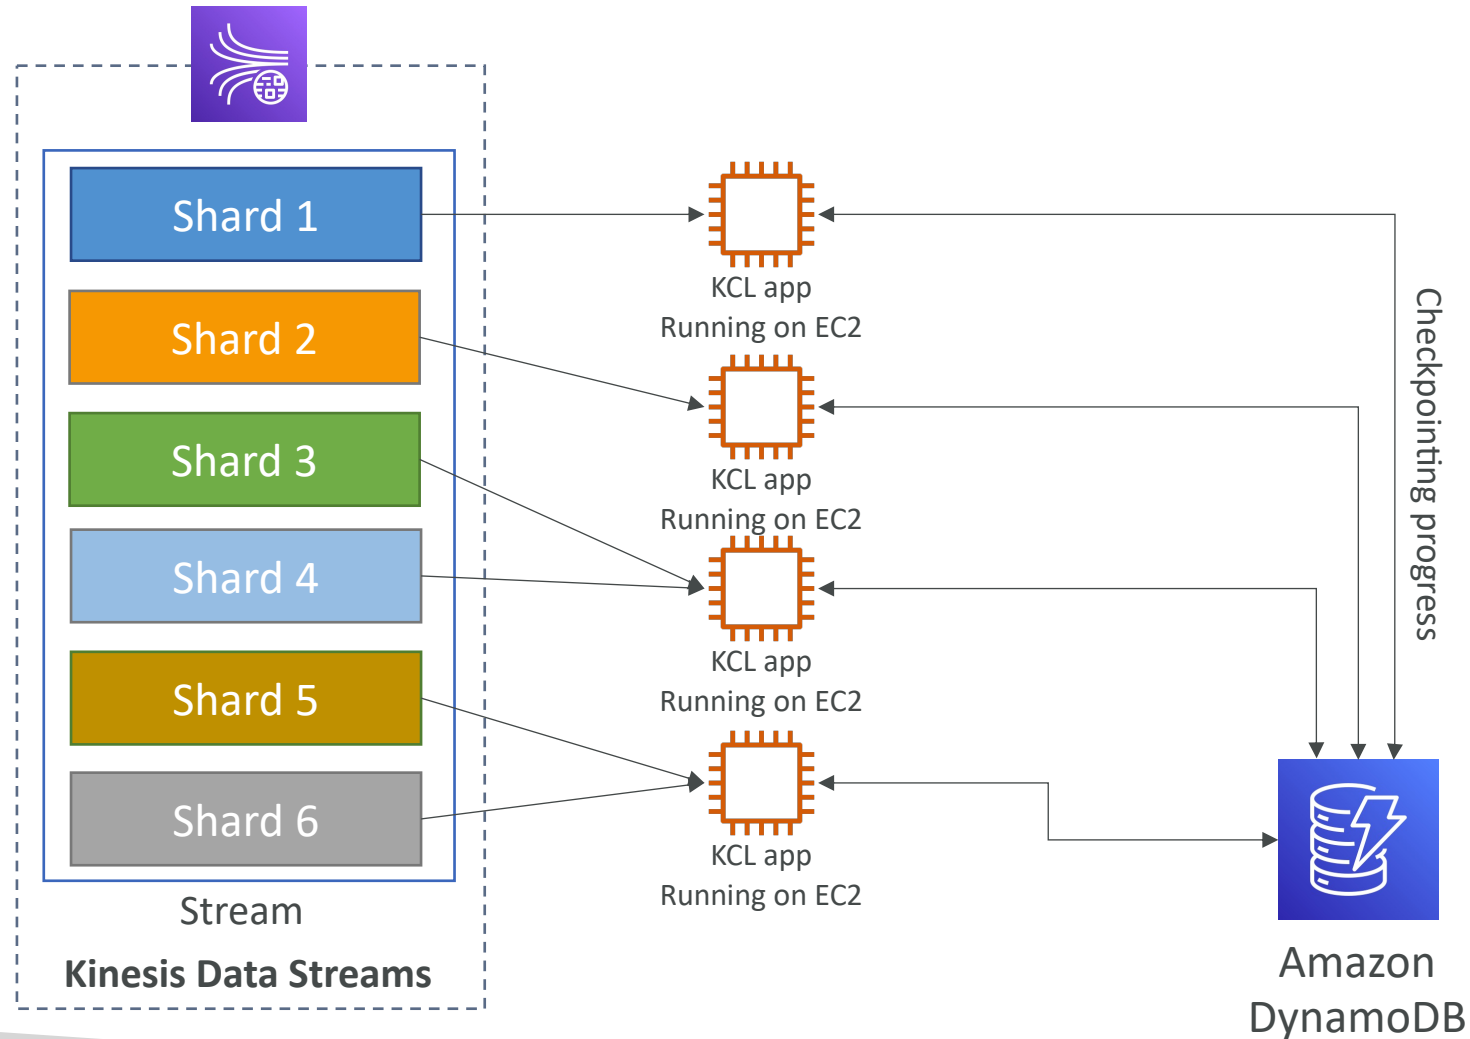 Shard 1
Shard 2
Shard 3
Shard 4
Shard 5
Shard 6
Stream
Kinesis Data Streams
KCL app
Running on EC2
KCL app
Running on EC2
KCL app
Running on EC2
KCL app
Running on EC2
Checkpointing progress
Amazon
DynamoDB